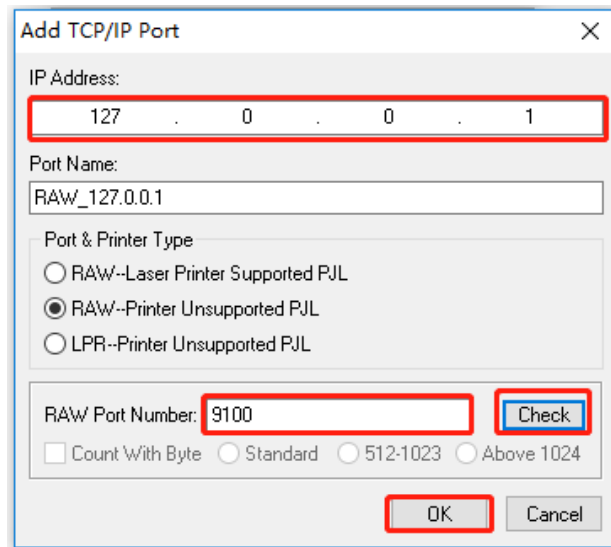 Add TCP/IP Port
IP Address:
127 . 0 . 0 . 1
Port Name:
RAW_127.0.0.1
Port & Printer Type
RAW--Laser Printer Supported PJL
RAW--Printer Unsupported PJL
LPR--Printer Unsupported PJL
RAW Port Number: 9100 Check
Count With Byte Standard 512-1023 Above 1024
OK Cancel